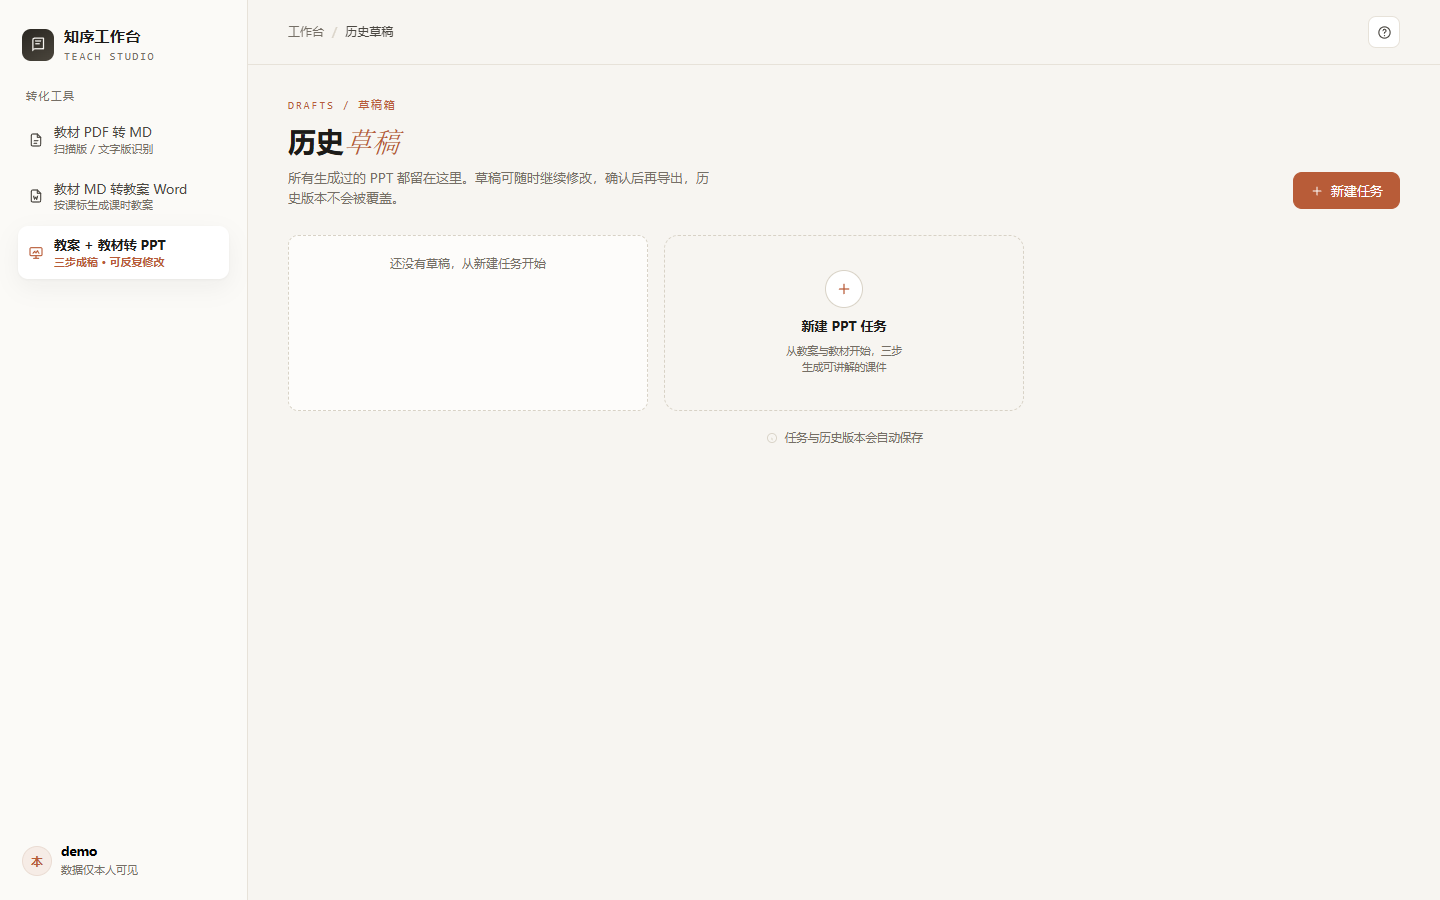 知序工作台
TEACH STUDIO
转化工具
教材 PDF 转 MD
扫描版 / 文字版识别
教材 MD 转教案 Word
按课标生成课时教案
教案 + 教材转 PPT
三步成稿 • 可反复修改
本
demo
数据仅本人可见
工作台 / 历史草稿
DRAFTS / 草稿箱
历史草稿
所有生成过的 PPT 都留在这里。草稿可随时继续修改，确认后再导出，历
史版本不会被覆盖。
+ 新建任务
还没有草稿，从新建任务开始
新建 PPT 任务
从教案与教材开始，三步
生成可讲解的课件
任务与历史版本会自动保存